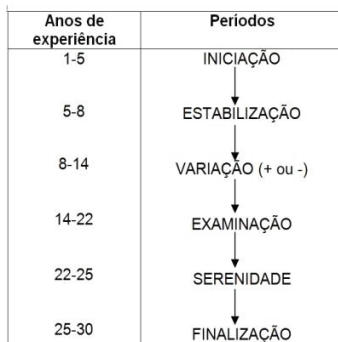 Anos de experiência Períodos
1-5 INICIAÇÃO
5-8 ESTABILIZAÇÃO
8-14 VARIAÇÃO (+ ou -)
14-22 EXAMINAÇÃO
22-25 SERENIDADE
25-30 FINALIZAÇÃO